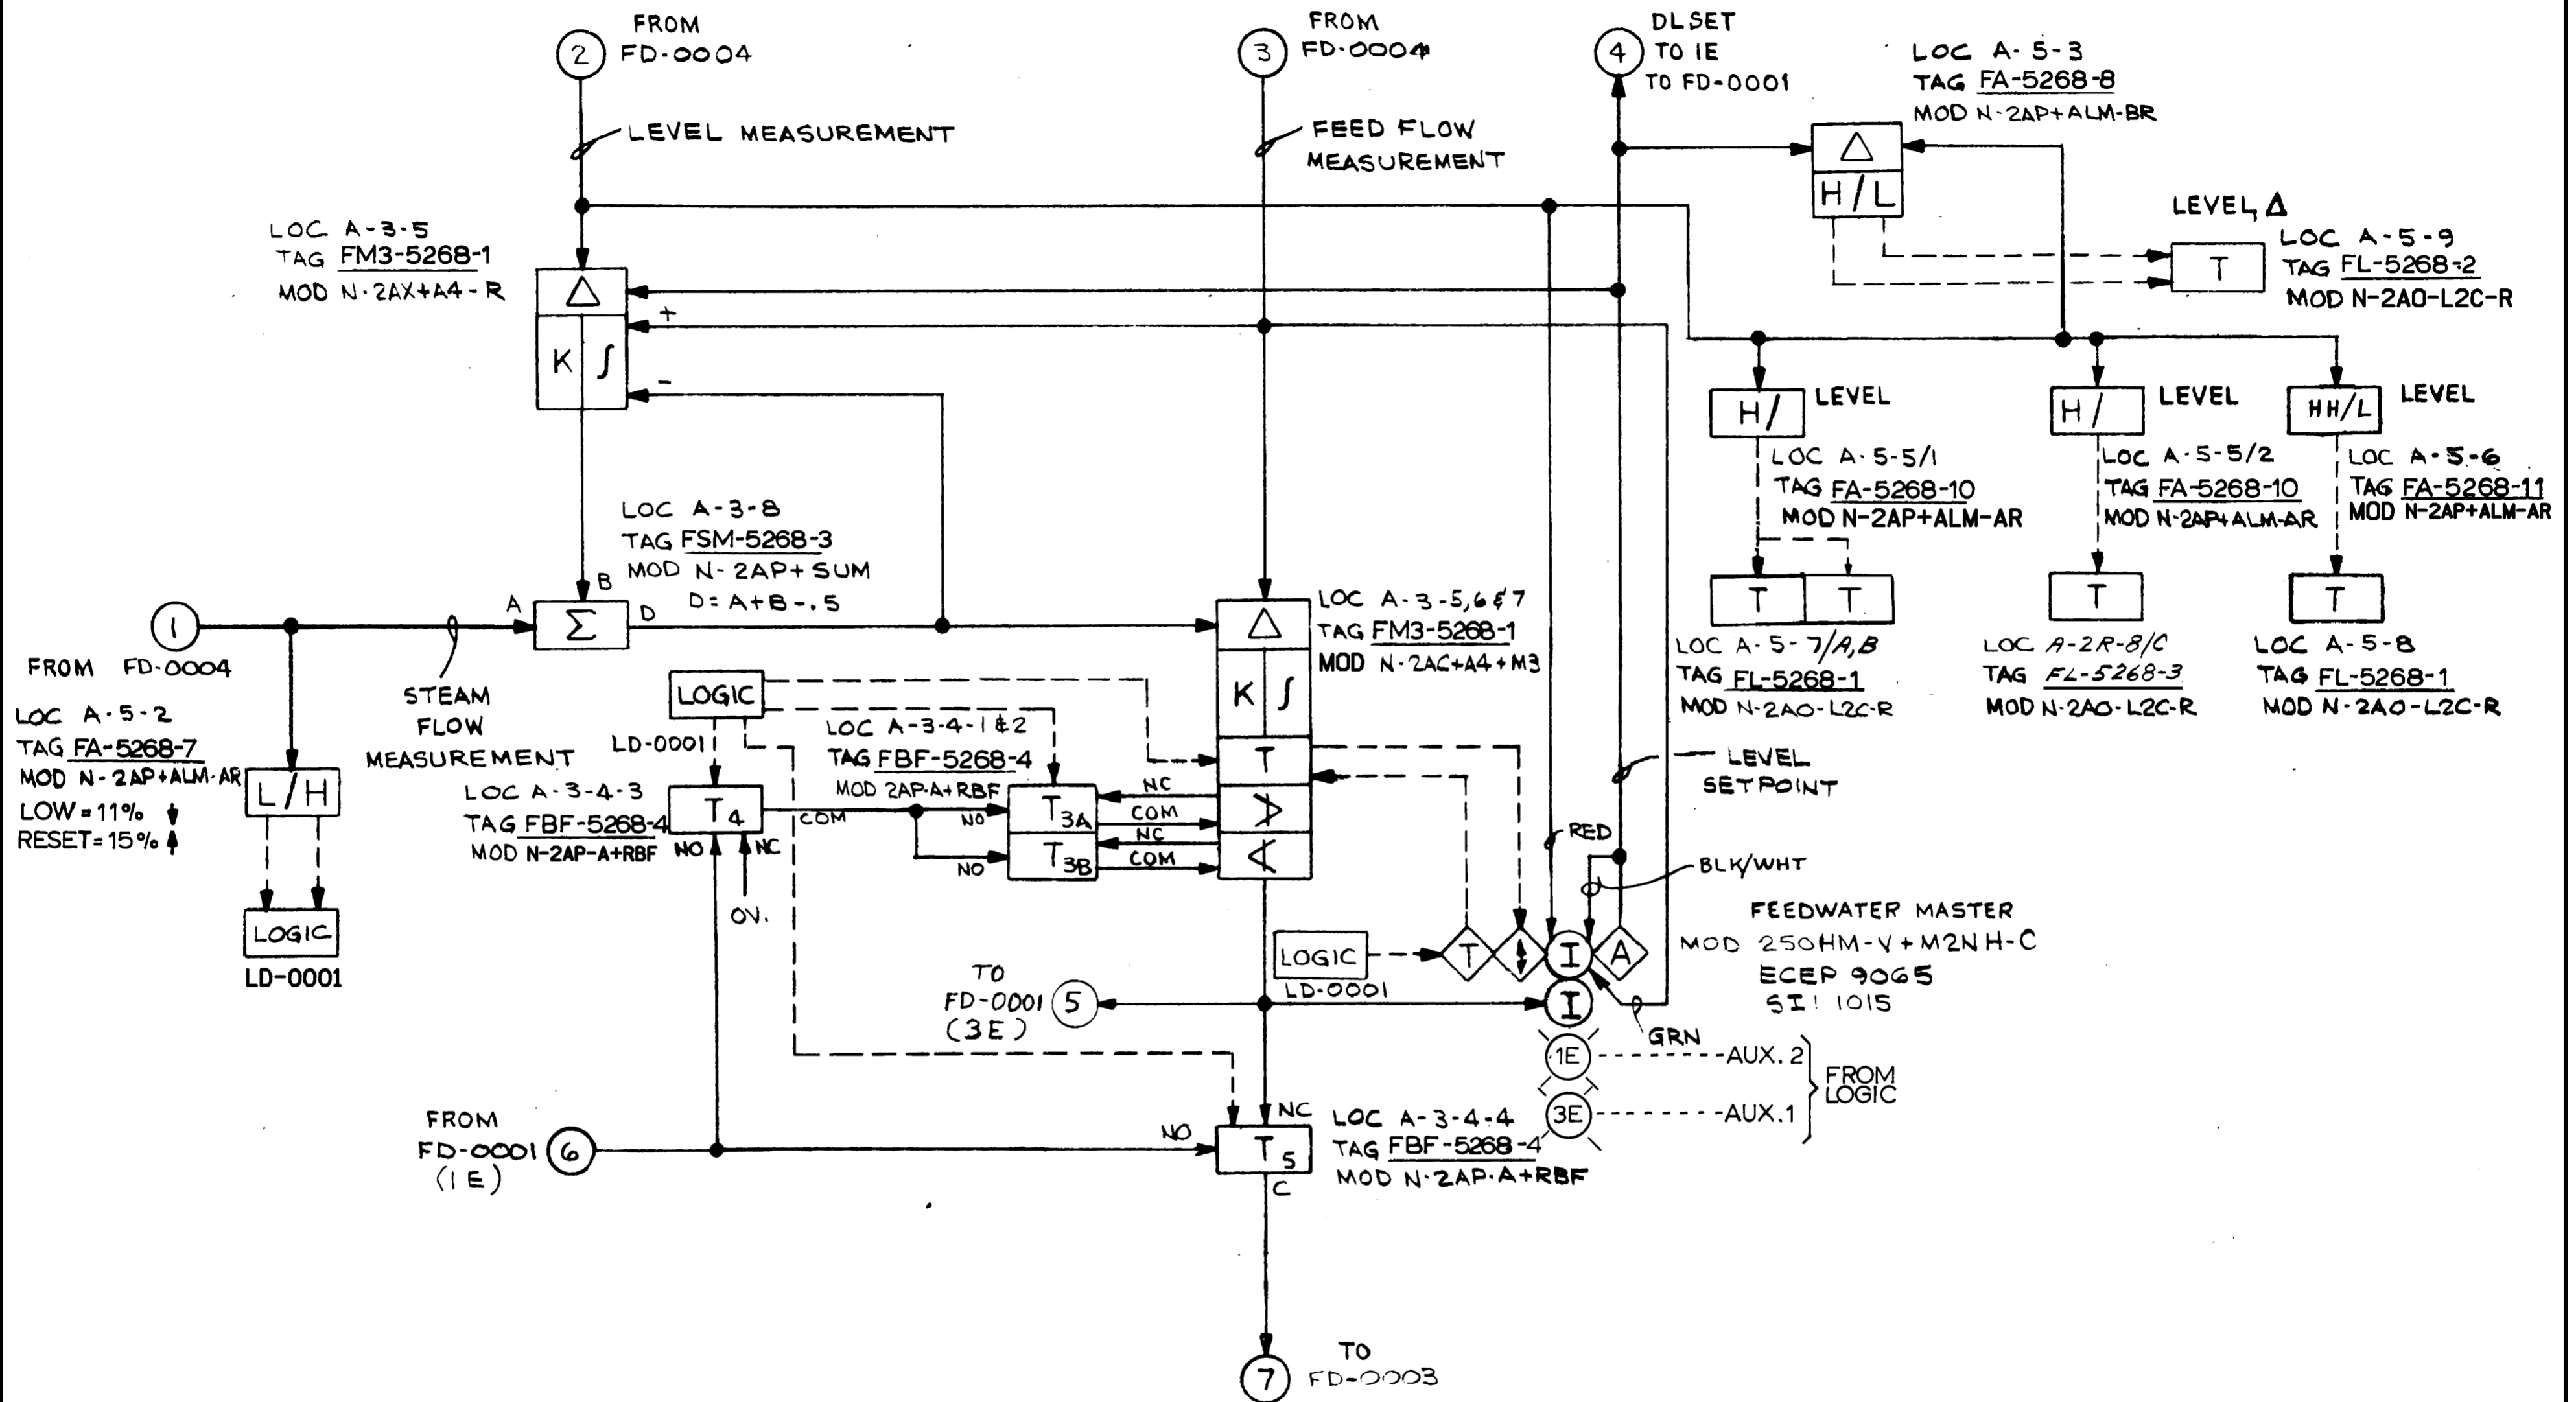 FROM
2 FD-0004
LEVEL MEASUREMENT
FROM
3 FD-0004
FEED FLOW
MEASUREMENT
DLSET
4 TO IE
TO FD-0001
LOC A-5-3
TAG FA-5268-8
MOD N-2AP+ALM-BR
Δ
H/L
LEVEL, Δ
T
LOC A-5-9
TAG FL-5268-2
MOD N-2AO-L2C-R
LOC A-3-5
TAG FM3-5268-1
MOD N-2AX+A4-R
Δ
K ∫
+
-
H/ LEVEL
LOC A-5-5/1
TAG FA-5268-10
MOD N-2AP+ALM-AR
T T
LOC A-5-7/A,B
TAG FL-5268-1
MOD N-2AO-L2C-R
H/ LEVEL
LOC A-5-5/2
TAG FA-5268-10
MOD N-2AP+ALM-AR
T
LOC A-2R-8/C
TAG FL-5268-3
MOD N-2AO-L2C-R
HH/L LEVEL
LOC A-5-6
TAG FA-5268-11
MOD N-2AP+ALM-AR
T
LOC A-5-8
TAG FL-5268-1
MOD N-2AO-L2C-R
LOC A-3-8
TAG FSM-5268-3
MOD N-2AP+SUM
D=A+B-.5
A B Σ D
1
FROM FD-0004
STEAM
FLOW
MEASUREMENT
LOC A-5-2
TAG FA-5268-7
MOD N-2AP+ALM-AR
LOW=11%
RESET=15%
L/H
LOGIC
LD-0001
LOGIC
LD-0001
LOC A-3-4-3
TAG FBF-5268-4
MOD N-2AP-A+RBF
T4
COM
NO NC
OV.
LOC A-3-4-1&2
TAG FBF-5268-4
MOD 2AP-A+RBF
NO T3A NC
COM
NO T3B NC
COM
LOC A-3-5,6&7
TAG FM3-5268-1
MOD N-2AC+A4+M3
Δ
K ∫
T
≯
≮
LEVEL
SETPOINT
RED
BLK/WHT
LOGIC
LD-0001
T I A
I
GRN
FEEDWATER MASTER
MOD 250HM-V+M2NH-C
ECEP 9065
SI! 1015
1E AUX. 2
3E AUX.1
FROM
LOGIC
TO
FD-0001 5
(3E)
FROM
FD-0001 6
(1E)
NO NC
T5
C
LOC A-3-4-4
TAG FBF-5268-4
MOD N-2AP-A+RBF
TO
7 FD-0003